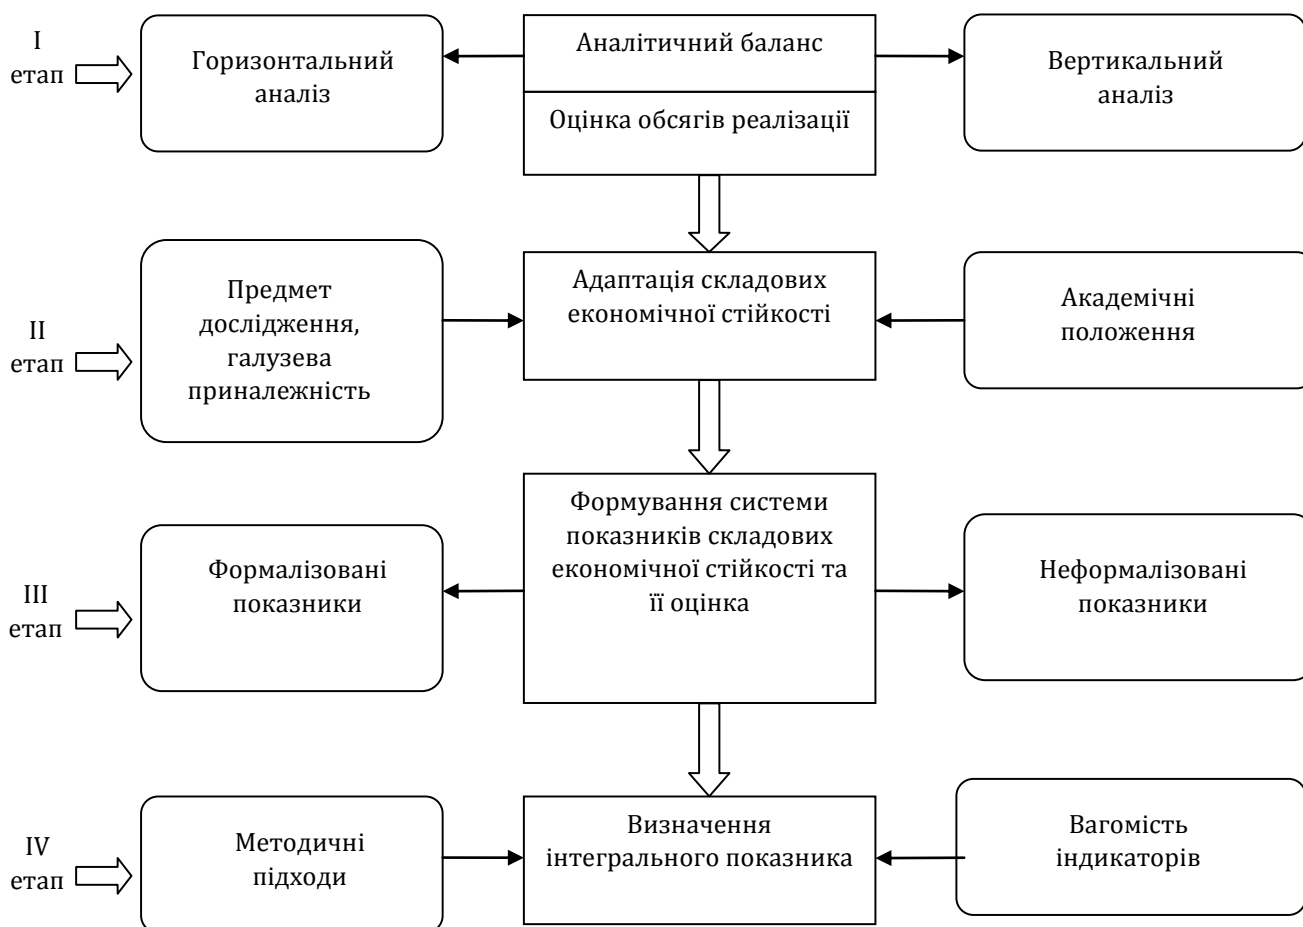 I
етап
Горизонтальний
аналіз
Аналітичний баланс
Оцінка обсягів реалізації
Вертикальний
аналіз
II
етап
Предмет
дослідження,
галузева
приналежність
Адаптація складових
економічної стійкості
Академічні
положення
III
етап
Формалізовані
показники
Формування системи
показників складових
економічної стійкості та
її оцінка
Неформалізовані
показники
IV
етап
Методичні
підходи
Визначення
інтегрального показника
Вагомість
індикаторів